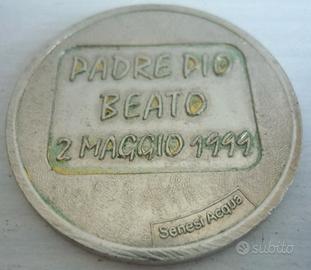 PADRE PIO
BEATO
2 MAGGIO 1999
Senesi Acqua
subito